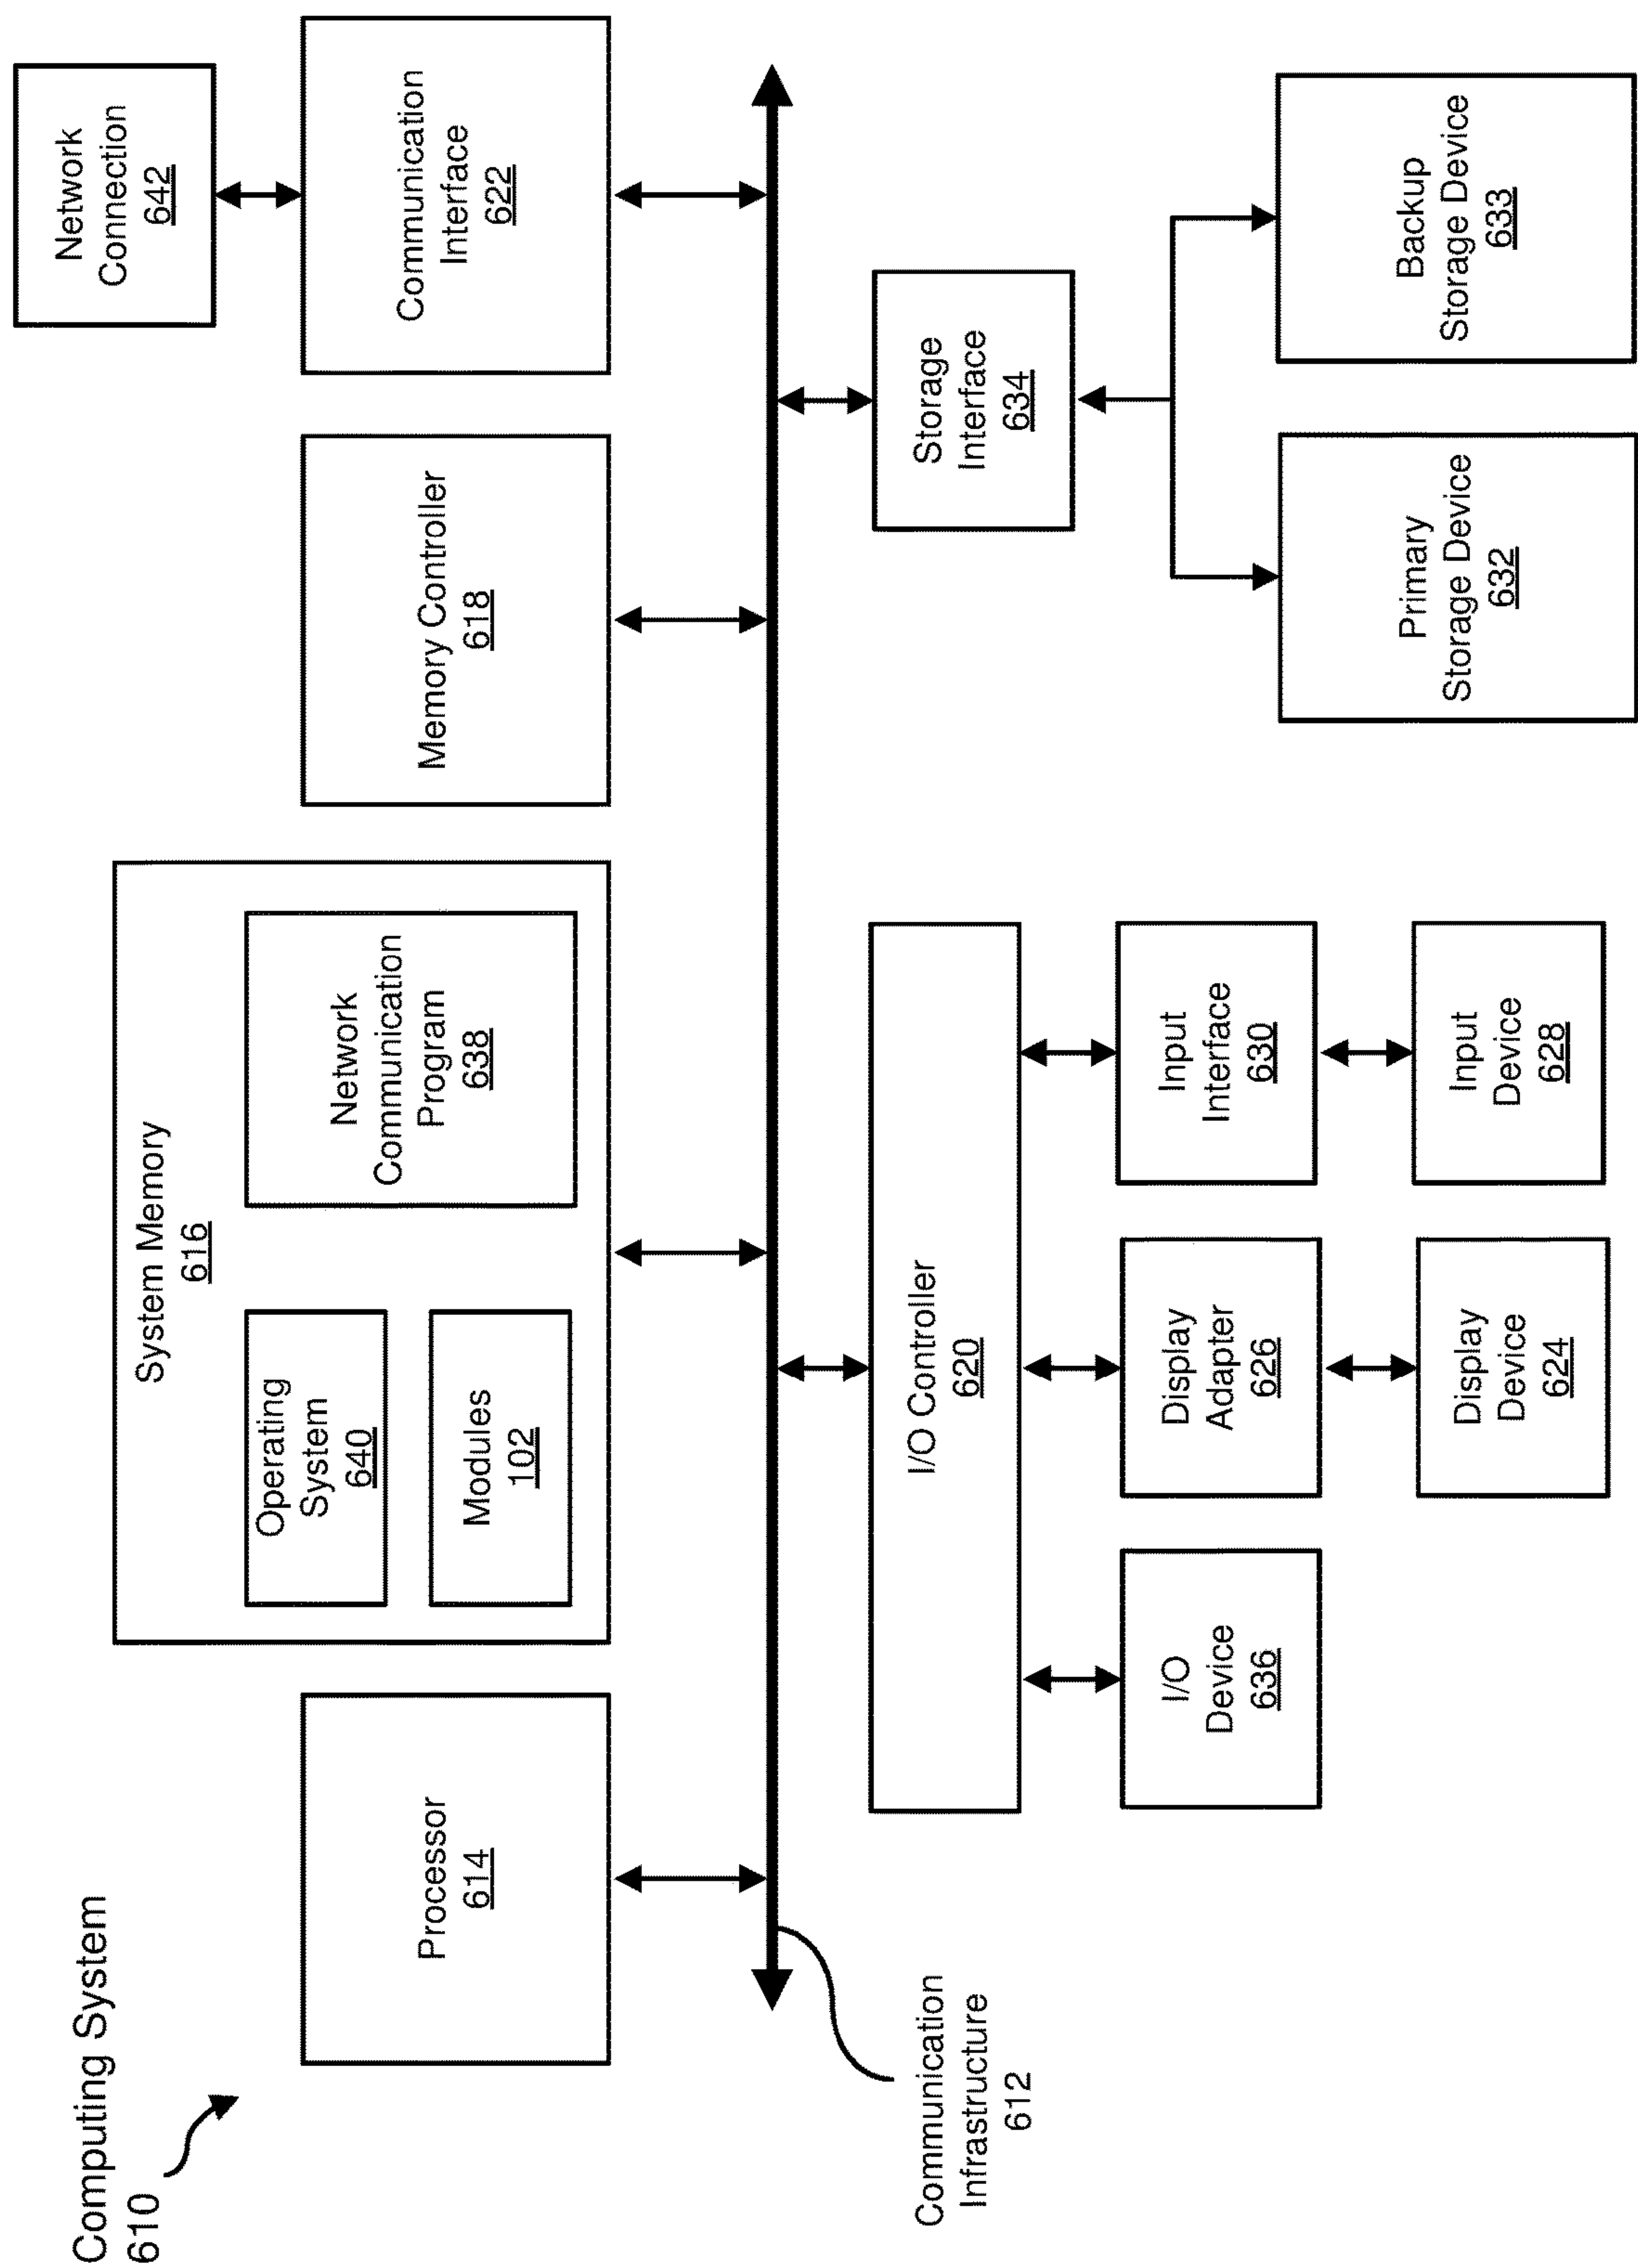 Computing System
610
System Memory
616
Operating
System
640
Modules
102
Network
Communication
Program
638
Network
Connection
642
Processor
614
Memory Controller
618
Communication
Interface
622
Communication
Infrastructure
612
I/O Controller
620
Storage
Interface
634
I/O
Device
636
Display
Adapter
626
Input
Interface
630
Primary
Storage Device
632
Backup
Storage Device
633
Display
Device
624
Input
Device
628